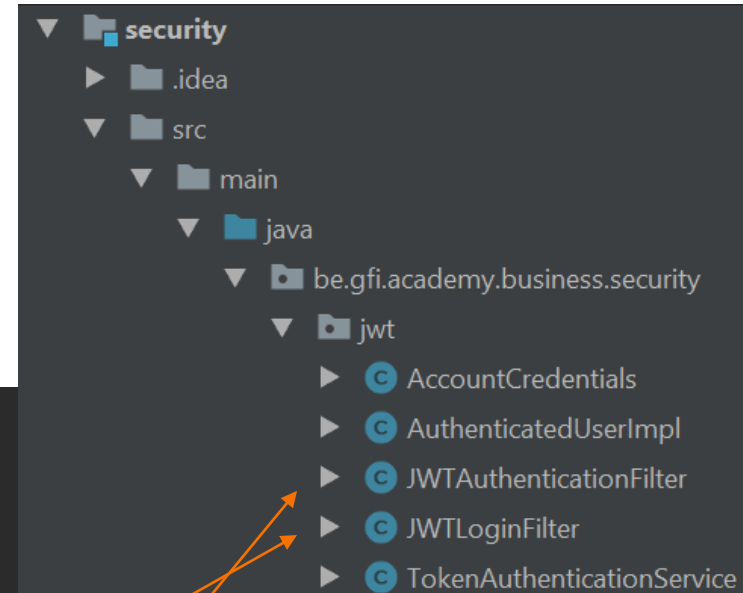 security
.idea
src
main
java
be.gfi.academy.business.security
jwt
C AccountCredentials
C AuthenticatedUserImpl
C JWTAuthenticationFilter
C JWTLoginFilter
C TokenAuthenticationService